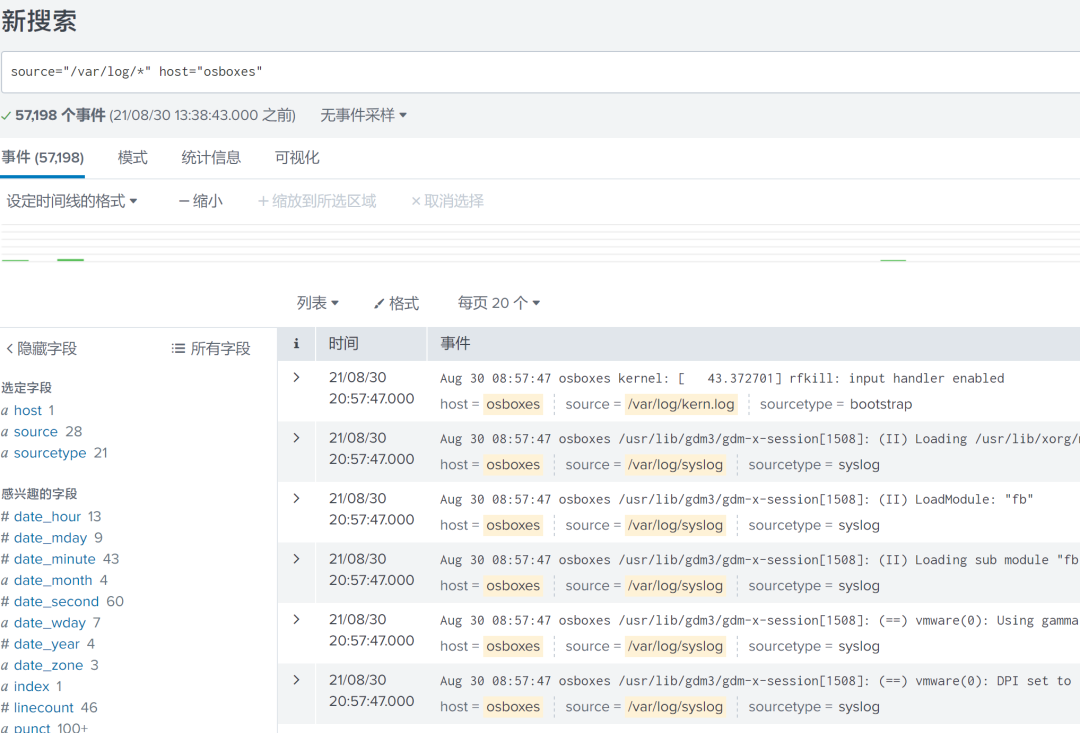 新搜索
source="/var/log/*" host="osboxes"
57,198 个事件 (21/08/30 13:38:43.000 之前) 无事件采样
事件 (57,198) 模式 统计信息 可视化
设定时间线的格式 — 缩小 + 缩放到所选区域 × 取消选择
列表 格式 每页 20 个
隐藏字段 所有字段
i 时间 事件
选定字段
a host 1
a source 28
a sourcetype 21
感兴趣的字段
# date_hour 13
# date_mday 9
# date_minute 43
a date_month 4
# date_second 60
a date_wday 7
# date_year 4
a date_zone 3
a index 1
# linecount 46
a punct 100+
21/08/30
20:57:47.000
Aug 30 08:57:47 osboxes kernel: [ 43.372701] rfkill: input handler enabled
host = osboxes source = /var/log/kern.log sourcetype = bootstrap
21/08/30
20:57:47.000
Aug 30 08:57:47 osboxes /usr/lib/gdm3/gdm-x-session[1508]: (II) Loading /usr/lib/xorg/
host = osboxes source = /var/log/syslog sourcetype = syslog
21/08/30
20:57:47.000
Aug 30 08:57:47 osboxes /usr/lib/gdm3/gdm-x-session[1508]: (II) LoadModule: "fb"
host = osboxes source = /var/log/syslog sourcetype = syslog
21/08/30
20:57:47.000
Aug 30 08:57:47 osboxes /usr/lib/gdm3/gdm-x-session[1508]: (II) Loading sub module "fb
host = osboxes source = /var/log/syslog sourcetype = syslog
21/08/30
20:57:47.000
Aug 30 08:57:47 osboxes /usr/lib/gdm3/gdm-x-session[1508]: (==) vmware(0): Using gamma
host = osboxes source = /var/log/syslog sourcetype = syslog
21/08/30
20:57:47.000
Aug 30 08:57:47 osboxes /usr/lib/gdm3/gdm-x-session[1508]: (==) vmware(0): DPI set to
host = osboxes source = /var/log/syslog sourcetype = syslog